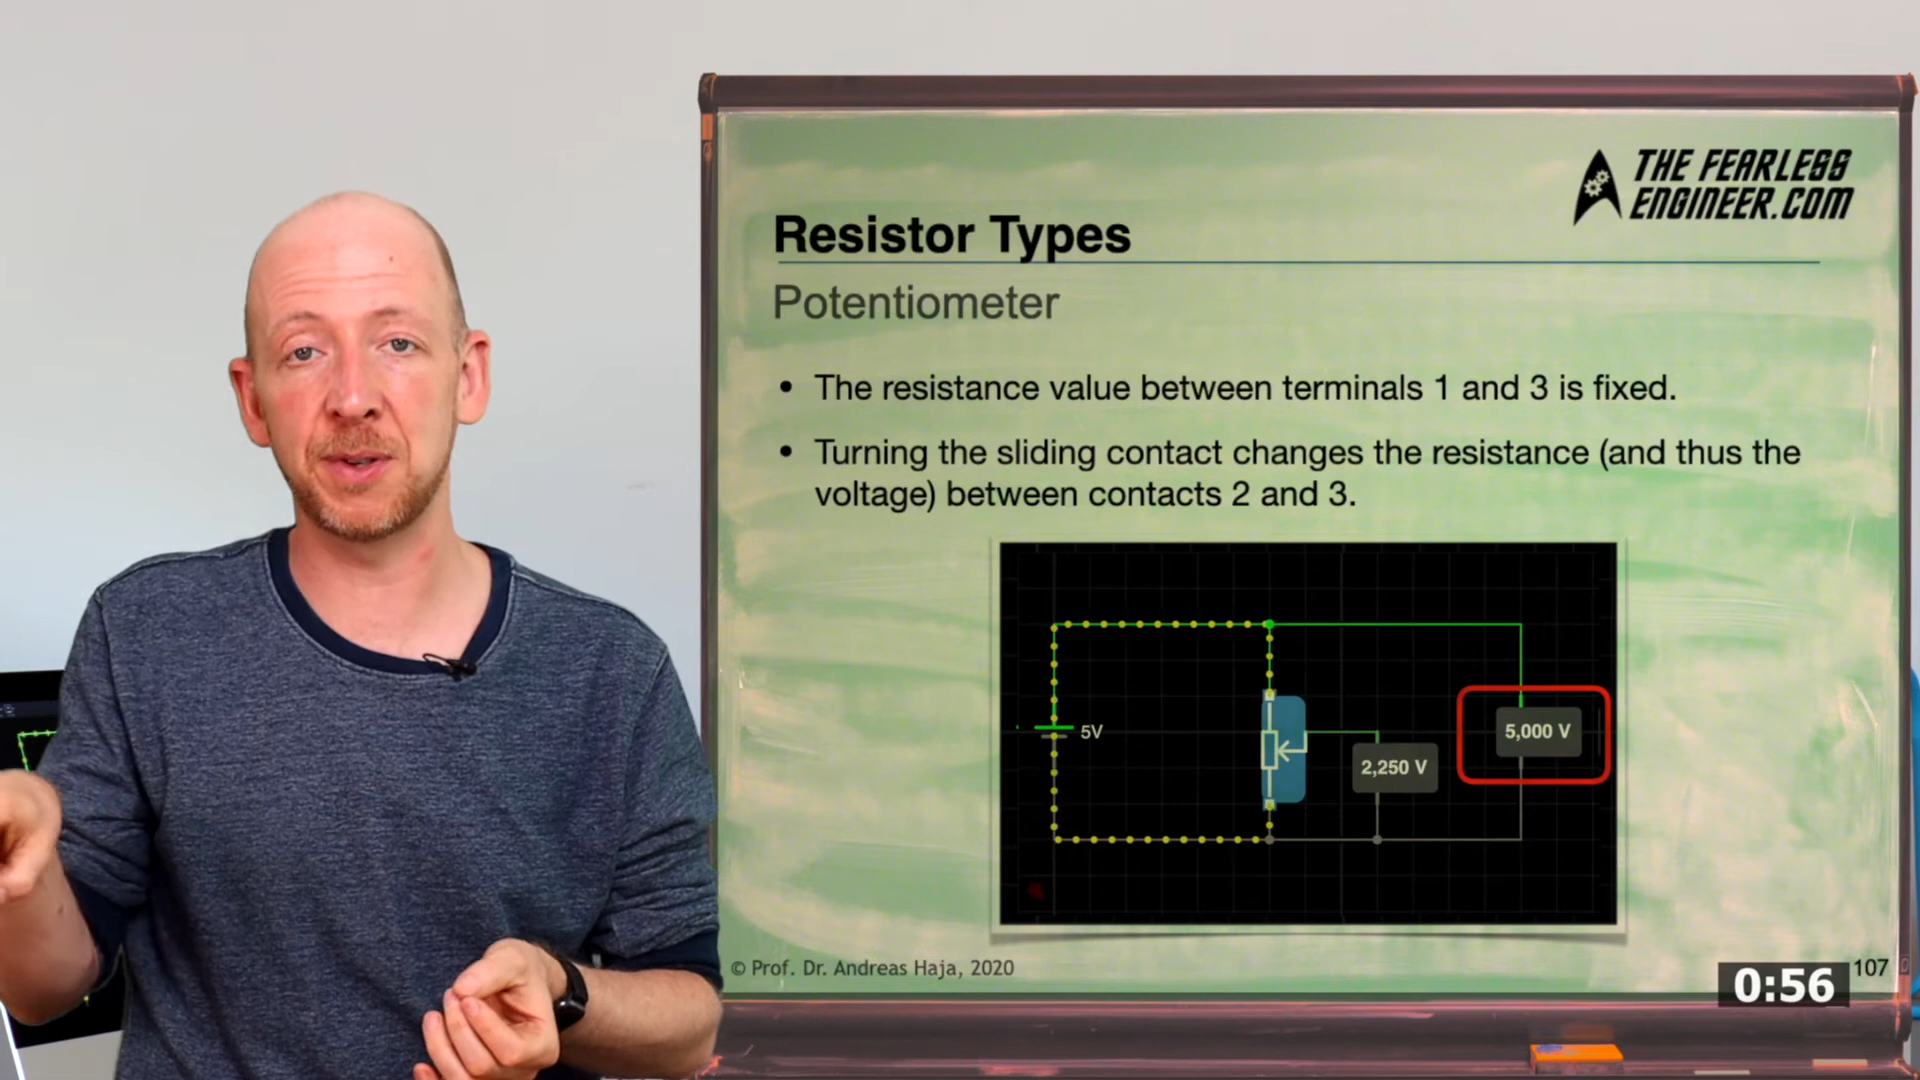 THE FEARLESS
ENGINEER.COM
Resistor Types
Potentiometer
• The resistance value between terminals 1 and 3 is fixed.
• Turning the sliding contact changes the resistance (and thus the
voltage) between contacts 2 and 3.
5V
2,250 V
5,000 V
© Prof. Dr. Andreas Haja, 2020
107
0:56